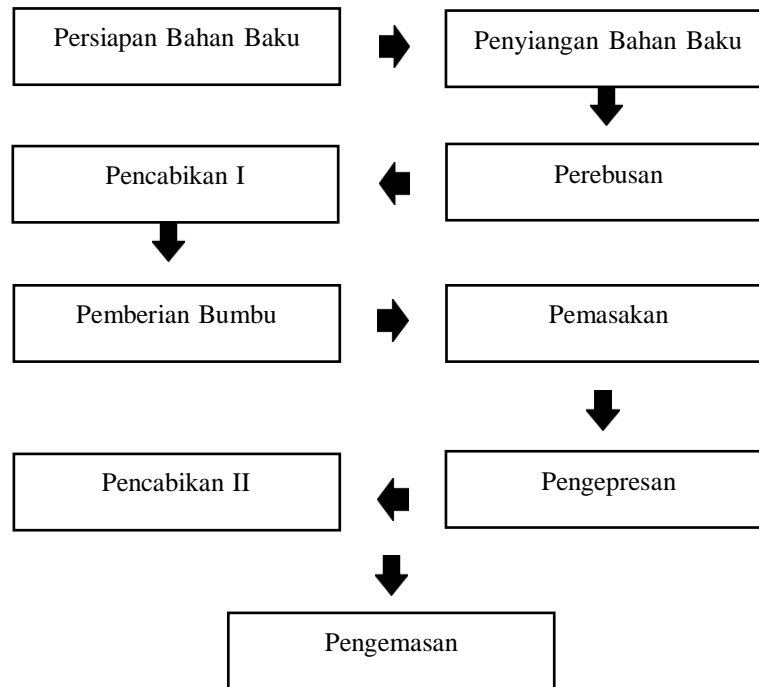 Persiapan Bahan Baku
Penyiangan Bahan Baku
Perebusan
Pencabikan I
Pemberian Bumbu
Pemasakan
Pengepresan
Pencabikan II
Pengemasan